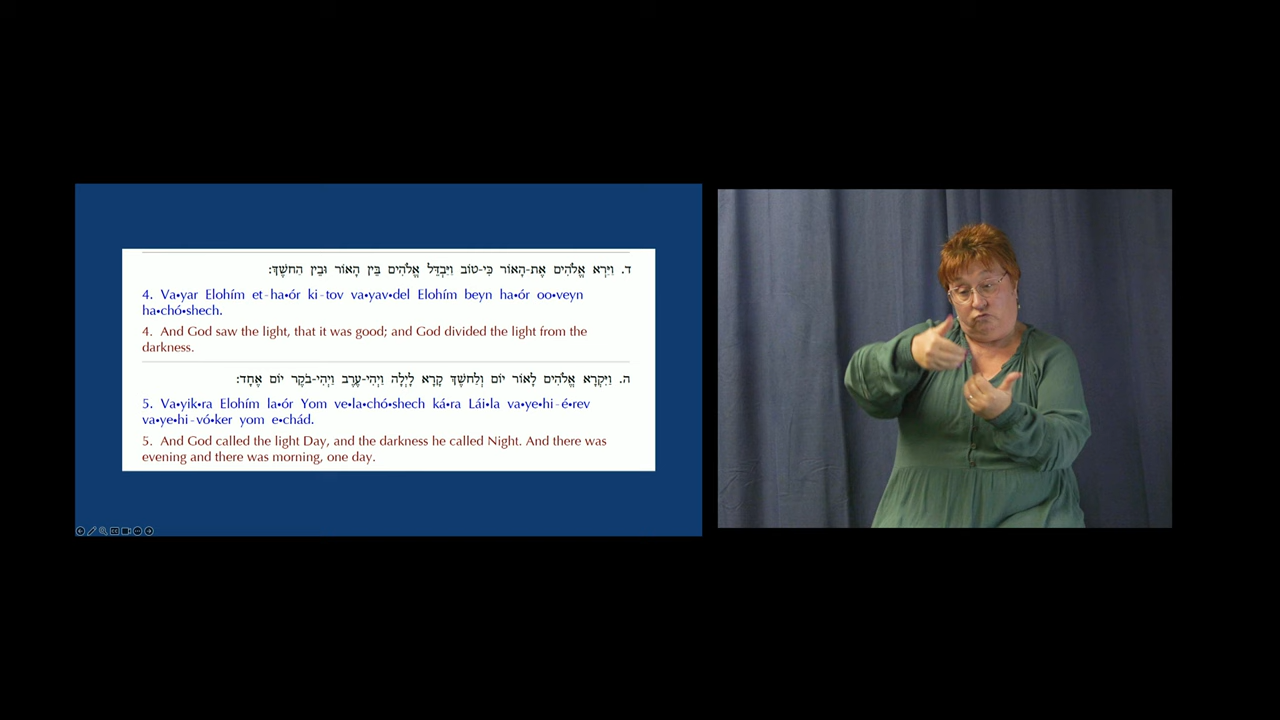 ד. וַיַּרְא אֱלֹהִים אֶת-הָאוֹר כִּי-טוֹב וַיַּבְדֵּל אֱלֹהִים בֵּין הָאוֹר וּבֵין הַחֹשֶׁךְ:
4. Va•yar Elohím et-ha•ór ki-tov va•yav•del Elohím beyn ha•ór oo•veyn
ha•chó•shech.
4. And God saw the light, that it was good; and God divided the light from the
darkness.
ה. וַיִּקְרָא אֱלֹהִים לָאוֹר יוֹם וְלַחֹשֶׁךְ קָרָא לָיְלָה וַיְהִי-עֶרֶב וַיְהִי-בֹקֶר יוֹם אֶחָד:
5. Va•yik•ra Elohím la•ór Yom ve•la•chó•shech ká•ra Lái•la va•ye•hi-é•rev
va•ye•hi-vó•ker yom e•chád.
5. And God called the light Day, and the darkness he called Night. And there was
evening and there was morning, one day.